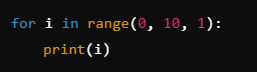 for i in range(0, 10, 1):
    print(i)